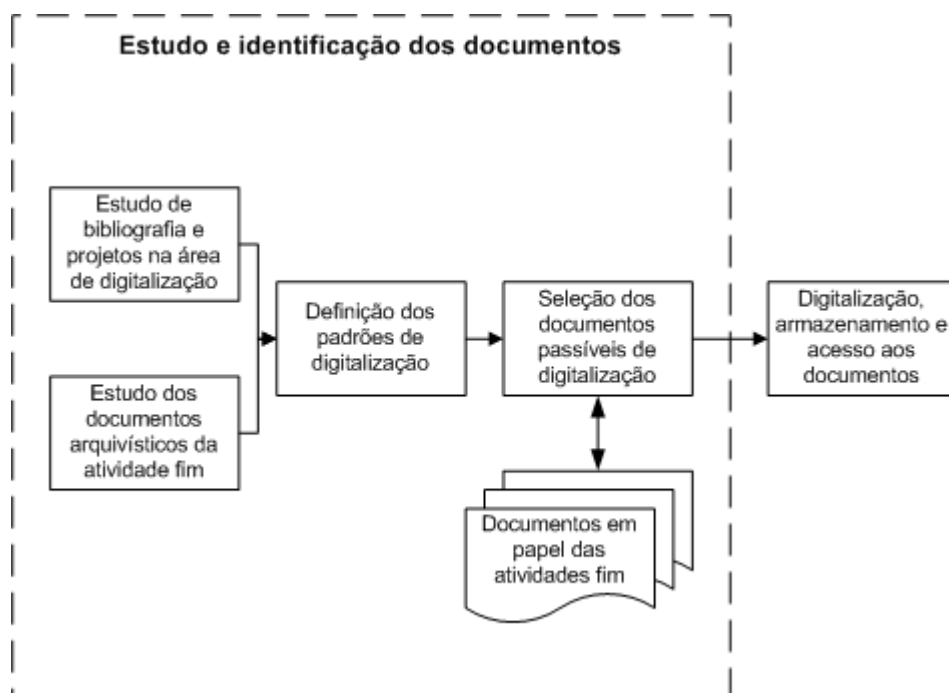 Estudo e identificação dos documentos
Estudo de
bibliografia e
projetos na área
de digitalização
Estudo dos
documentos
arquivísticos da
atividade fim
Definição dos
padrões de
digitalização
Seleção dos
documentos
passíveis de
digitalização
Documentos em
papel das
atividades fim
Digitalização,
armazenamento e
acesso aos
documentos